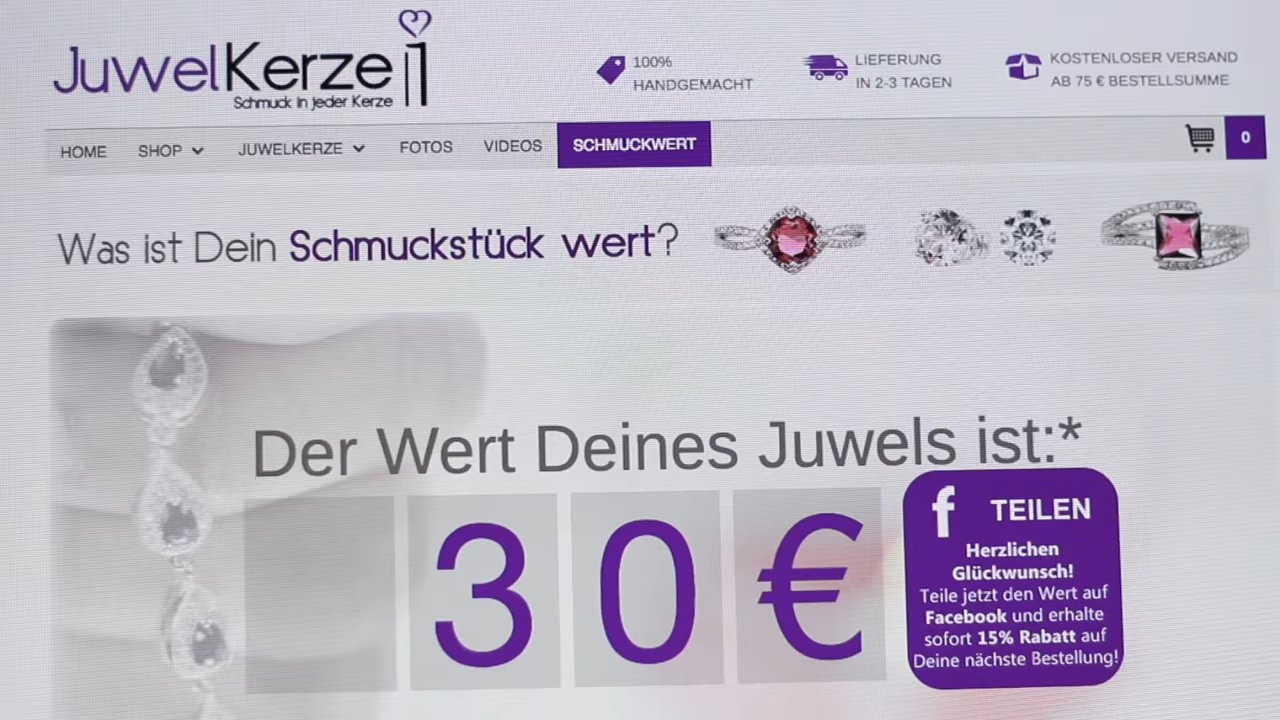 JuwelKerze
Schmuck in jeder Kerze
100%
HANDGEMACHT
LIEFERUNG
IN 2-3 TAGEN
KOSTENLOSER VERSAND
AB 75 € BESTELLSUMME
HOME SHOP JUWELKERZE FOTOS VIDEOS SCHMUCKWERT 0
Was ist Dein Schmuckstück wert?
Der Wert Deines Juwels ist:*
30€
f TEILEN
Herzlichen
Glückwunsch!
Teile jetzt den Wert auf
Facebook und erhalte
sofort 15% Rabatt auf
Deine nächste Bestellung!